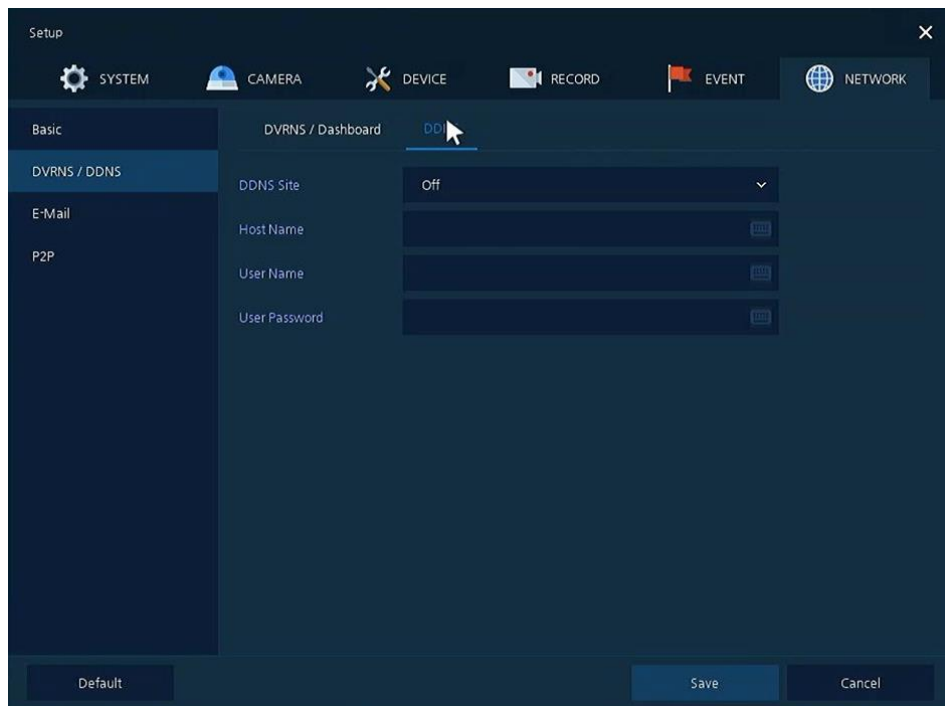 Setup
SYSTEM CAMERA DEVICE RECORD EVENT NETWORK
Basic
DVRNS / DDNS
E-Mail
P2P
DVRNS / Dashboard
DDNS Site Off
Host Name
User Name
User Password
Default Save Cancel